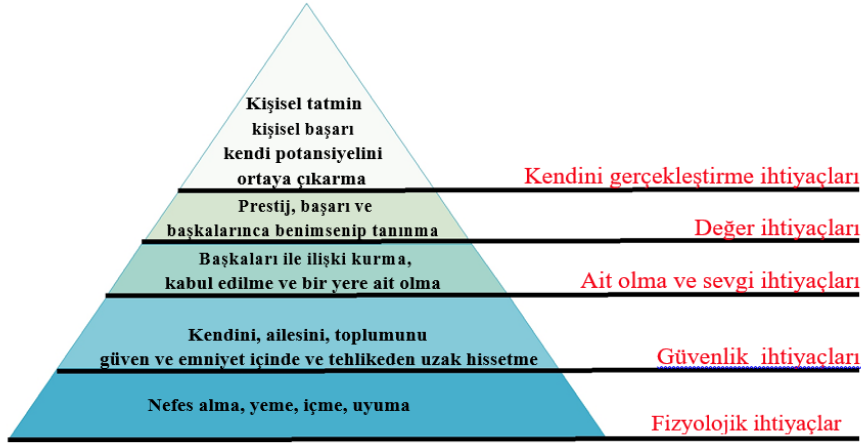 Kişisel tatmin
kişisel başarı
kendi potansiyelini
ortaya çıkarma
Kendini gerçekleştirme ihtiyaçları
Prestij, başarı ve
başkalarınca benimsenip tanınma
Değer ihtiyaçları
Başkaları ile ilişki kurma,
kabul edilme ve bir yere ait olma
Ait olma ve sevgi ihtiyaçları
Kendini, ailesini, toplumunu
güven ve emniyet içinde ve tehlikeden uzak hissetme
Güvenlik ihtiyaçları
Nefes alma, yeme, içme, uyuma
Fizyolojik ihtiyaçlar